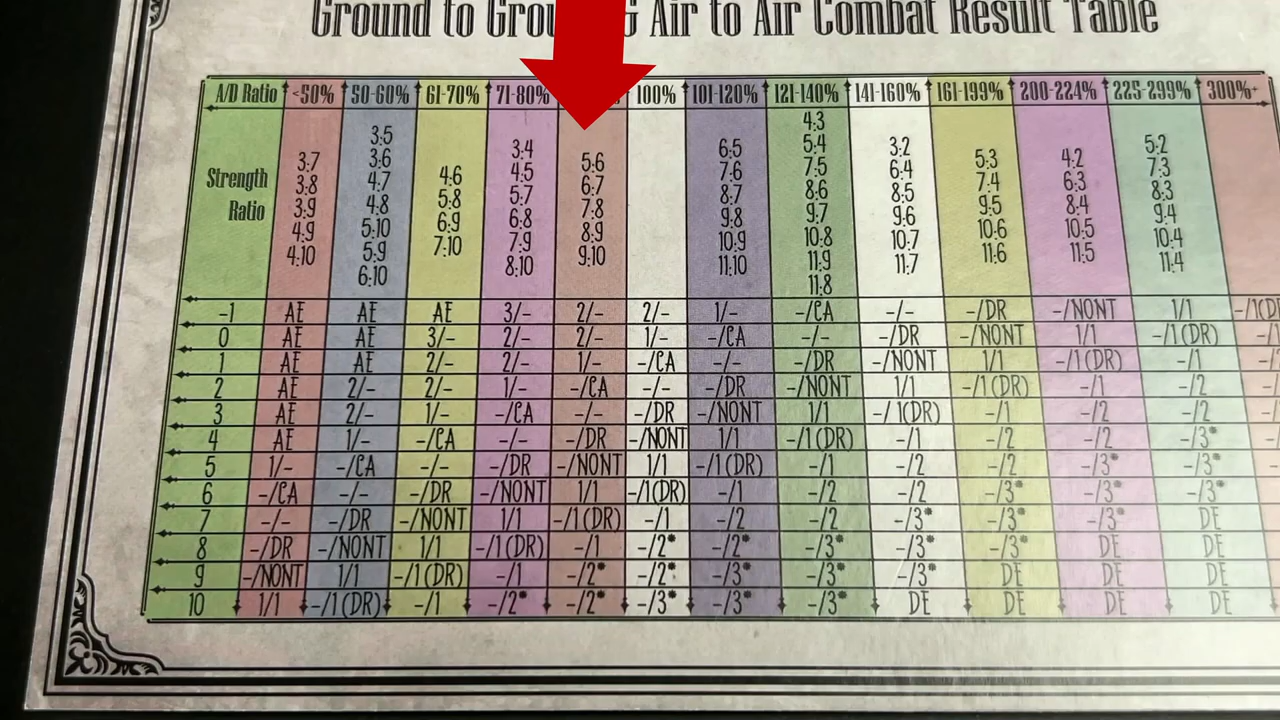 Ground to Ground & Air to Air Combat Result Table
A/D Ratio <50% 50-60% 61-70% 71-80% 100% 101-120% 121-140% 141-160% 161-199% 200-224% 225-299% 300%+
Strength Ratio
3:7 3:8 3:9 4:9 4:10
3:5 3:6 4:7 4:8 5:10 5:9 6:10
4:6 5:8 6:9 7:10
3:4 4:5 5:7 6:8 7:9 8:10
5:6 6:7 7:8 8:9 9:10
6:5 7:6 8:7 9:8 10:9 11:10
4:3 5:4 7:5 8:6 9:7 10:8 11:9 11:8
3:2 6:4 8:5 9:6 10:7 11:7
5:3 7:4 9:5 10:6 11:6
4:2 6:3 8:4 10:5 11:5
5:2 7:3 8:3 9:4 10:4 11:4
-1 AE AE AE 3/- 2/- 2/- 1/- -/CA -/- -/DR -/NONT 1/1
0 AE AE 3/- 2/- 2/- 1/- -/CA -/- -/DR -/NONT 1/1 -/1(DR)
1 AE AE 2/- 2/- 1/- -/CA -/- -/DR -/NONT 1/1 -/1(DR) -/1
2 AE 2/- 2/- 1/- -/CA -/- -/DR -/NONT 1/1 -/1(DR) -/1 -/2
3 AE 2/- 1/- -/CA -/- -/DR -/NONT 1/1 -/1(DR) -/1 -/2 -/2
4 AE 1/- -/CA -/- -/DR -/NONT 1/1 -/1(DR) -/1 -/2 -/2 -/3*
5 1/- -/CA -/- -/DR -/NONT 1/1 -/1(DR) -/1 -/2 -/2 -/3* -/3*
6 -/CA -/- -/DR -/NONT 1/1 -/1(DR) -/1 -/2 -/2 -/3* -/3* -/3*
7 -/- -/DR -/NONT 1/1 -/1(DR) -/1 -/2 -/2 -/3* -/3* -/3* DE
8 -/DR -/NONT 1/1 -/1(DR) -/1 -/2* -/2* -/3* -/3* -/3* DE DE
9 -/NONT 1/1 -/1(DR) -/1 -/2* -/2* -/3* -/3* -/3* DE DE DE
10 1/1 -/1(DR) -/1 -/2* -/2* -/3* -/3* -/3* DE DE DE DE